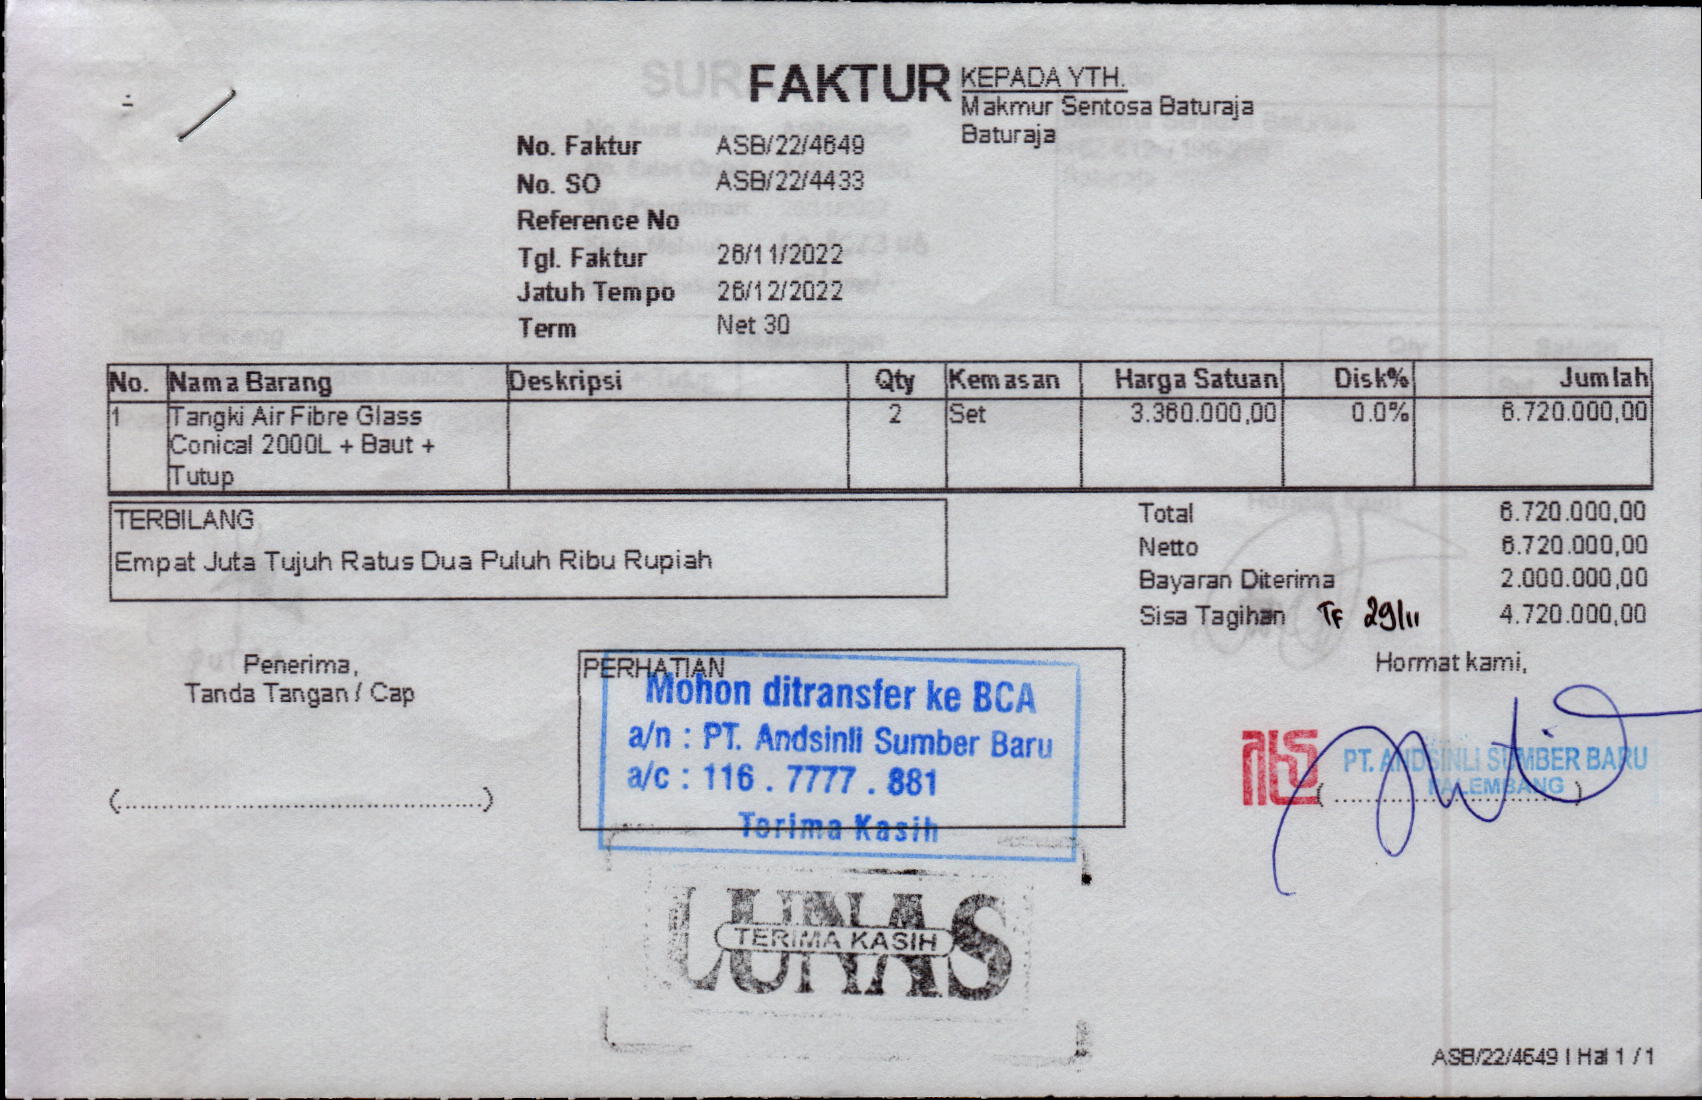 FAKTUR
KEPADA YTH.
Makmur Sentosa Baturaja
Baturaja
No. Faktur ASB/22/4649
No. SO ASB/22/4433
Reference No
Tgl. Faktur 26/11/2022
Jatuh Tempo 26/12/2022
Term Net 30
No. Nama Barang Deskripsi Qty Kemasan Harga Satuan Disk% Jumlah
1 Tangki Air Fibre Glass 2 Set 3.360.000,00 0.0% 6.720.000,00
Conical 2000L + Baut +
Tutup
TERBILANG
Empat Juta Tujuh Ratus Dua Puluh Ribu Rupiah
Total 6.720.000,00
Netto 6.720.000,00
Bayaran Diterima 2.000.000,00
Sisa Tagihan TF 29/11 4.720.000,00
Penerima,
Tanda Tangan / Cap
(.....................................................)
PERHATIAN
Mohon ditransfer ke BCA
a/n : PT. Andsinli Sumber Baru
a/c : 116 . 7777 . 881
Terima Kasih
Hormat kami,
PT. ANDSINLI SUMBER BARU
PALEMBANG
LUNAS
TERIMA KASIH
ASB/22/4649 | Hal 1 / 1